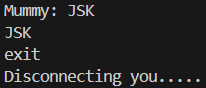 Mummy: JSK
JSK
exit
Disconnecting you.....